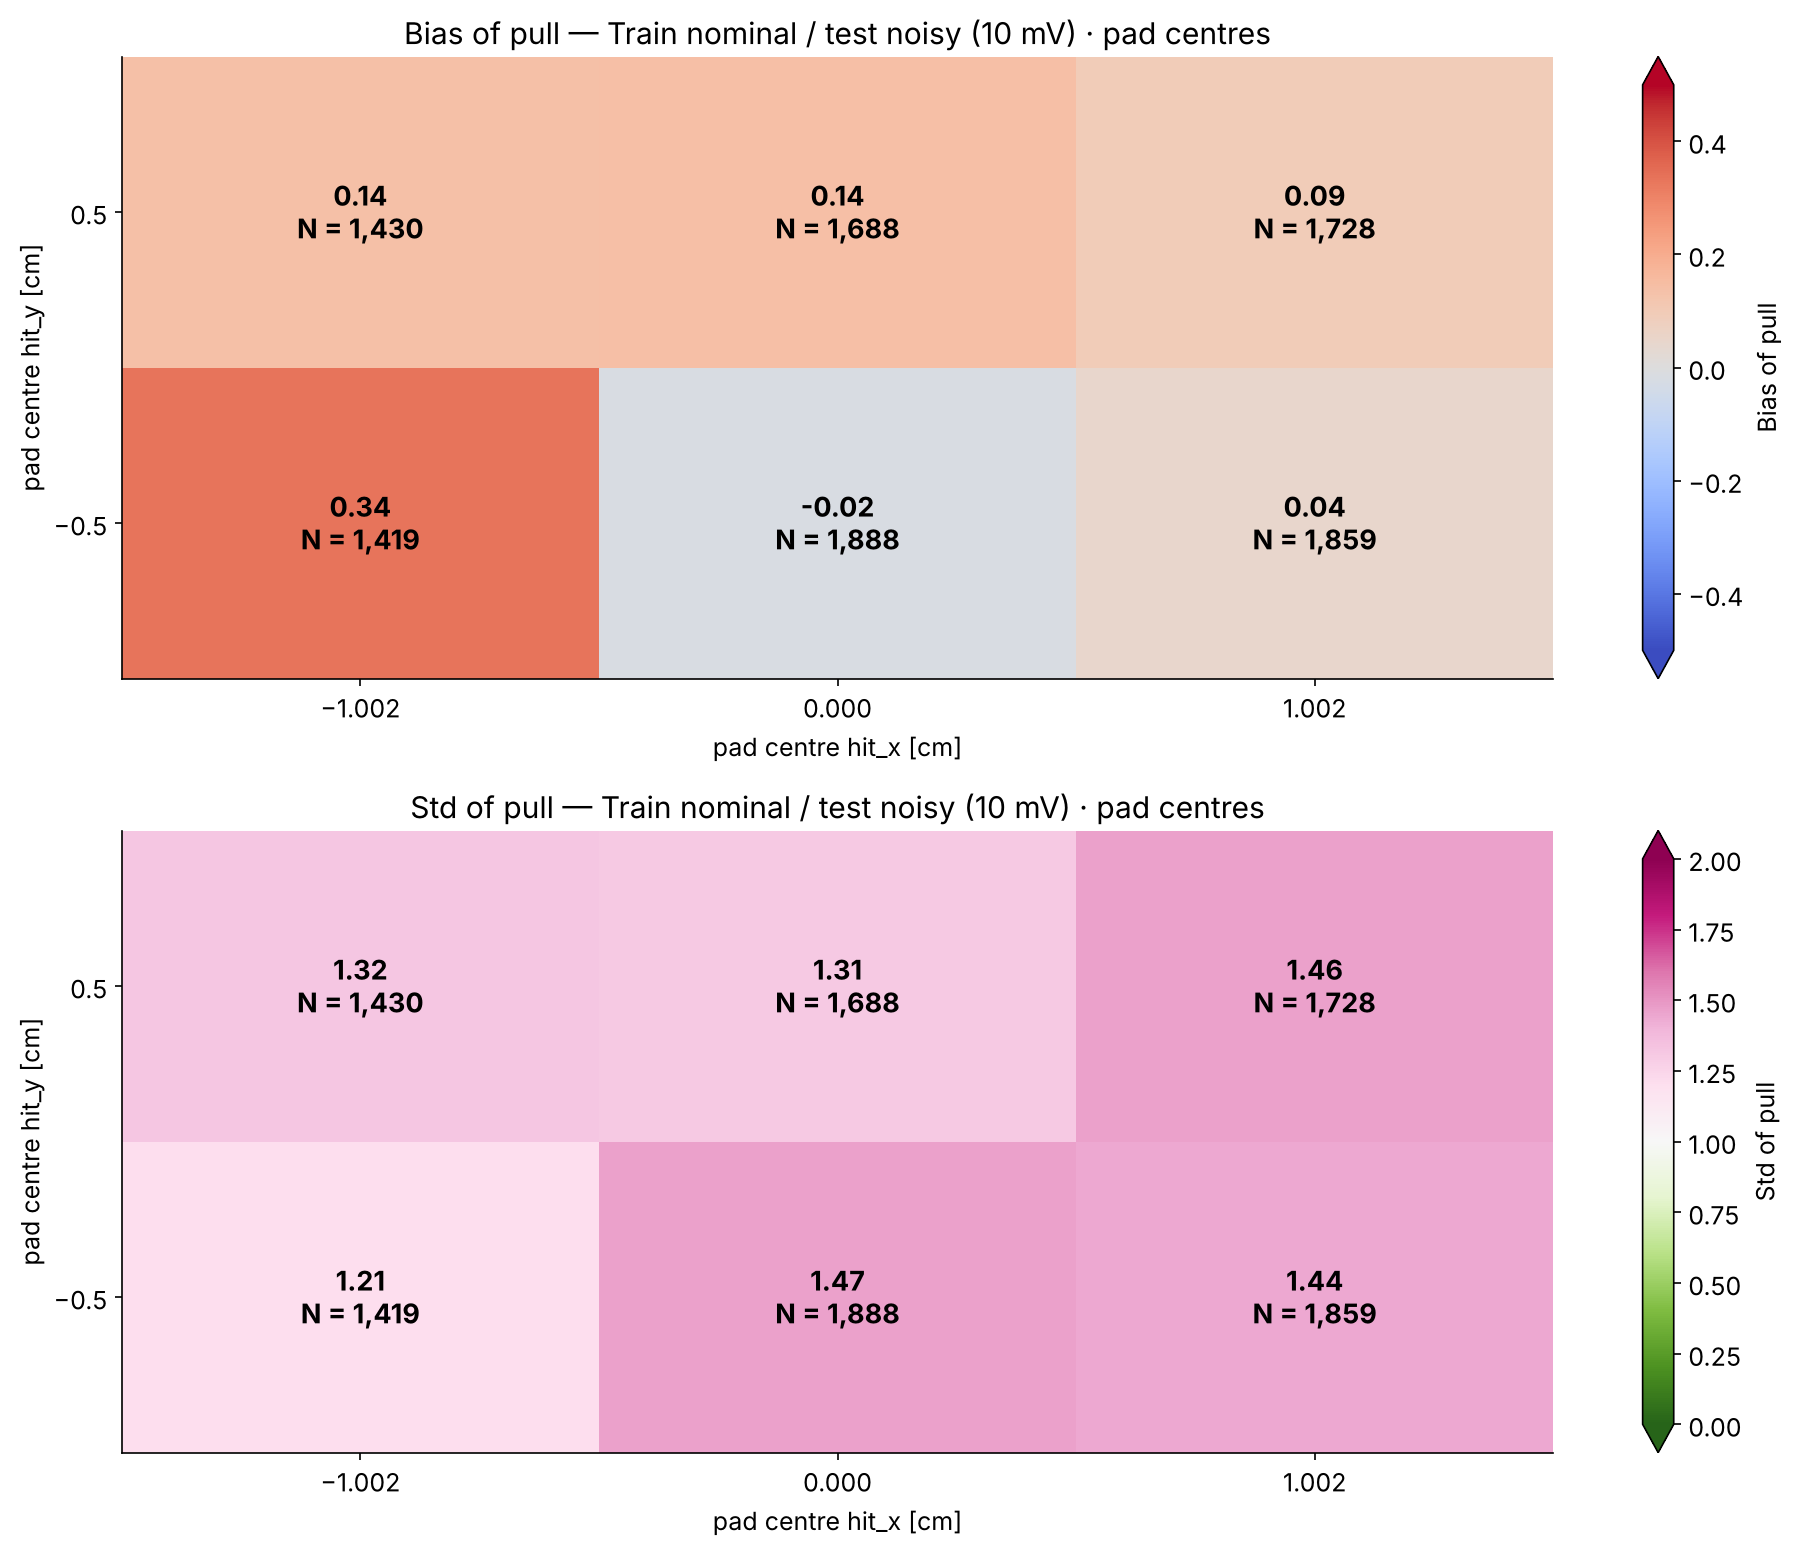 Bias of pull — Train nominal / test noisy (10 mV) · pad centres
pad centre hit_y [cm]
0.5
−0.5
0.14
N = 1,430
0.14
N = 1,688
0.09
N = 1,728
0.34
N = 1,419
-0.02
N = 1,888
0.04
N = 1,859
−1.002
0.000
1.002
pad centre hit_x [cm]
0.4
0.2
0.0
−0.2
−0.4
Bias of pull
Std of pull — Train nominal / test noisy (10 mV) · pad centres
pad centre hit_y [cm]
0.5
−0.5
1.32
N = 1,430
1.31
N = 1,688
1.46
N = 1,728
1.21
N = 1,419
1.47
N = 1,888
1.44
N = 1,859
−1.002
0.000
1.002
pad centre hit_x [cm]
2.00
1.75
1.50
1.25
1.00
0.75
0.50
0.25
0.00
Std of pull